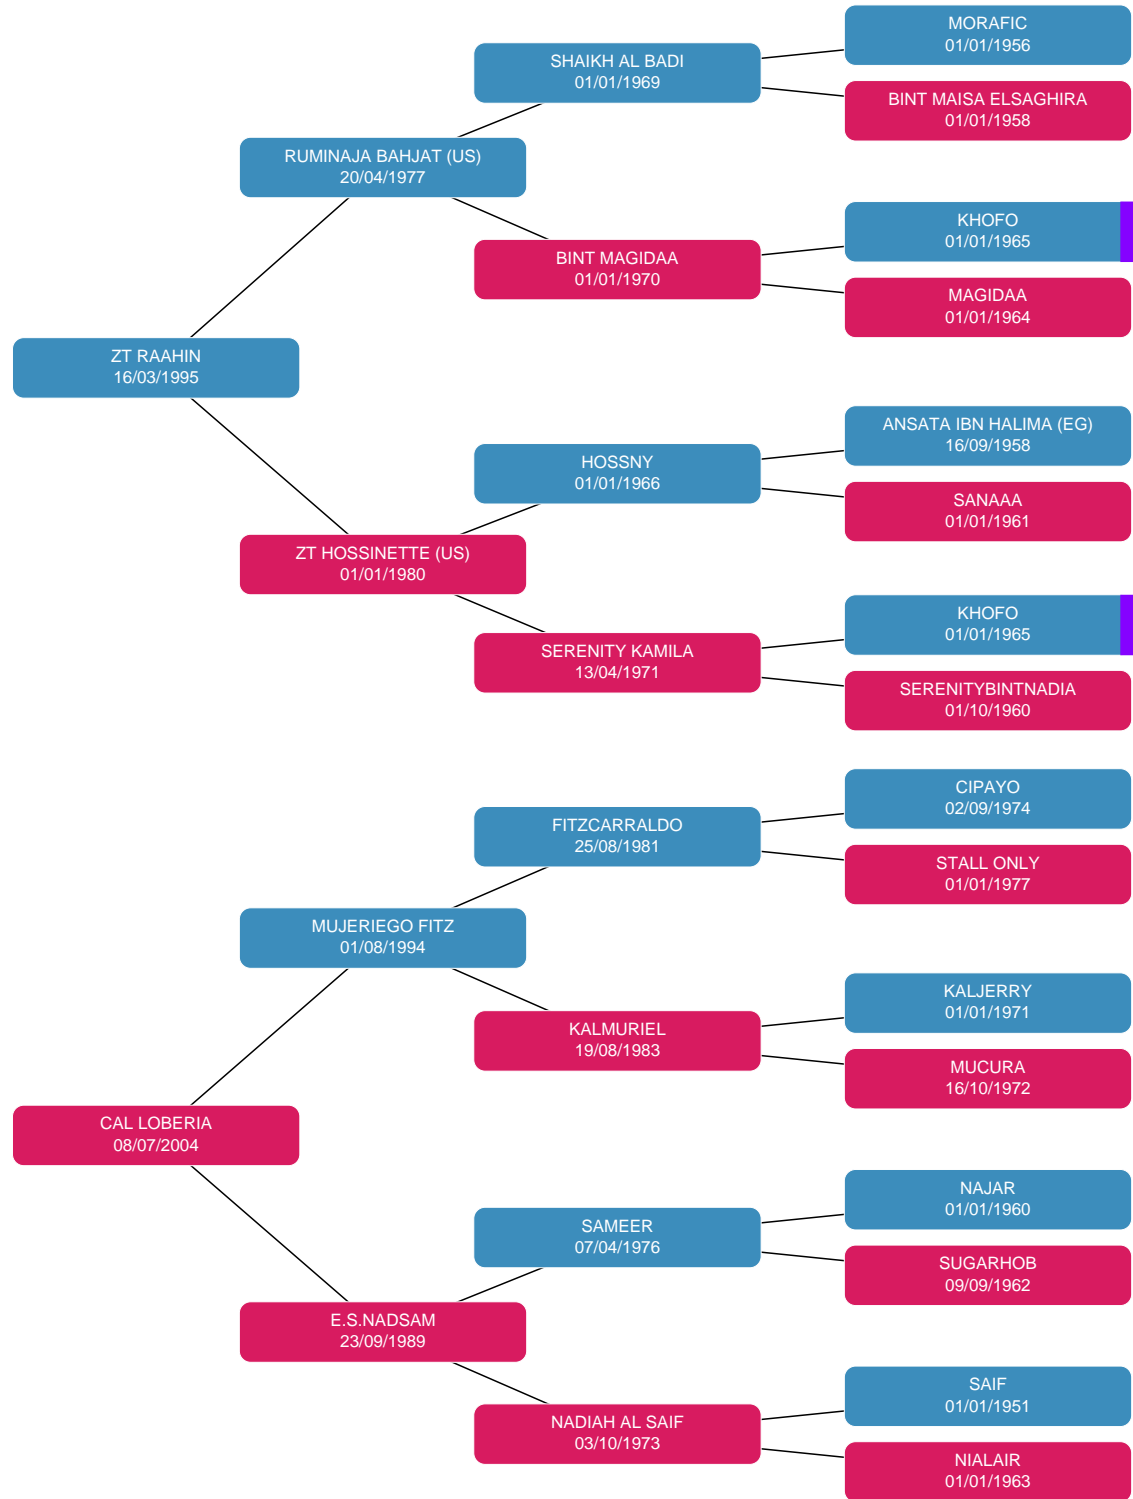 MORAFIC
01/01/1956
SHAIKH AL BADI
01/01/1969
BINT MAISA ELSAGHIRA
01/01/1958
RUMINAJA BAHJAT (US)
20/04/1977
KHOFO
01/01/1965
BINT MAGIDAA
01/01/1970
MAGIDAA
01/01/1964
ZT RAAHIN
16/03/1995
ANSATA IBN HALIMA (EG)
16/09/1958
HOSSNY
01/01/1966
SANAAA
01/01/1961
ZT HOSSINETTE (US)
01/01/1980
KHOFO
01/01/1965
SERENITY KAMILA
13/04/1971
SERENITYBINTNADIA
01/10/1960
CIPAYO
02/09/1974
FITZCARRALDO
25/08/1981
STALL ONLY
01/01/1977
MUJERIEGO FITZ
01/08/1994
KALJERRY
01/01/1971
KALMURIEL
19/08/1983
MUCURA
16/10/1972
CAL LOBERIA
08/07/2004
NAJAR
01/01/1960
SAMEER
07/04/1976
SUGARHOB
09/09/1962
E.S.NADSAM
23/09/1989
SAIF
01/01/1951
NADIAH AL SAIF
03/10/1973
NIALAIR
01/01/1963